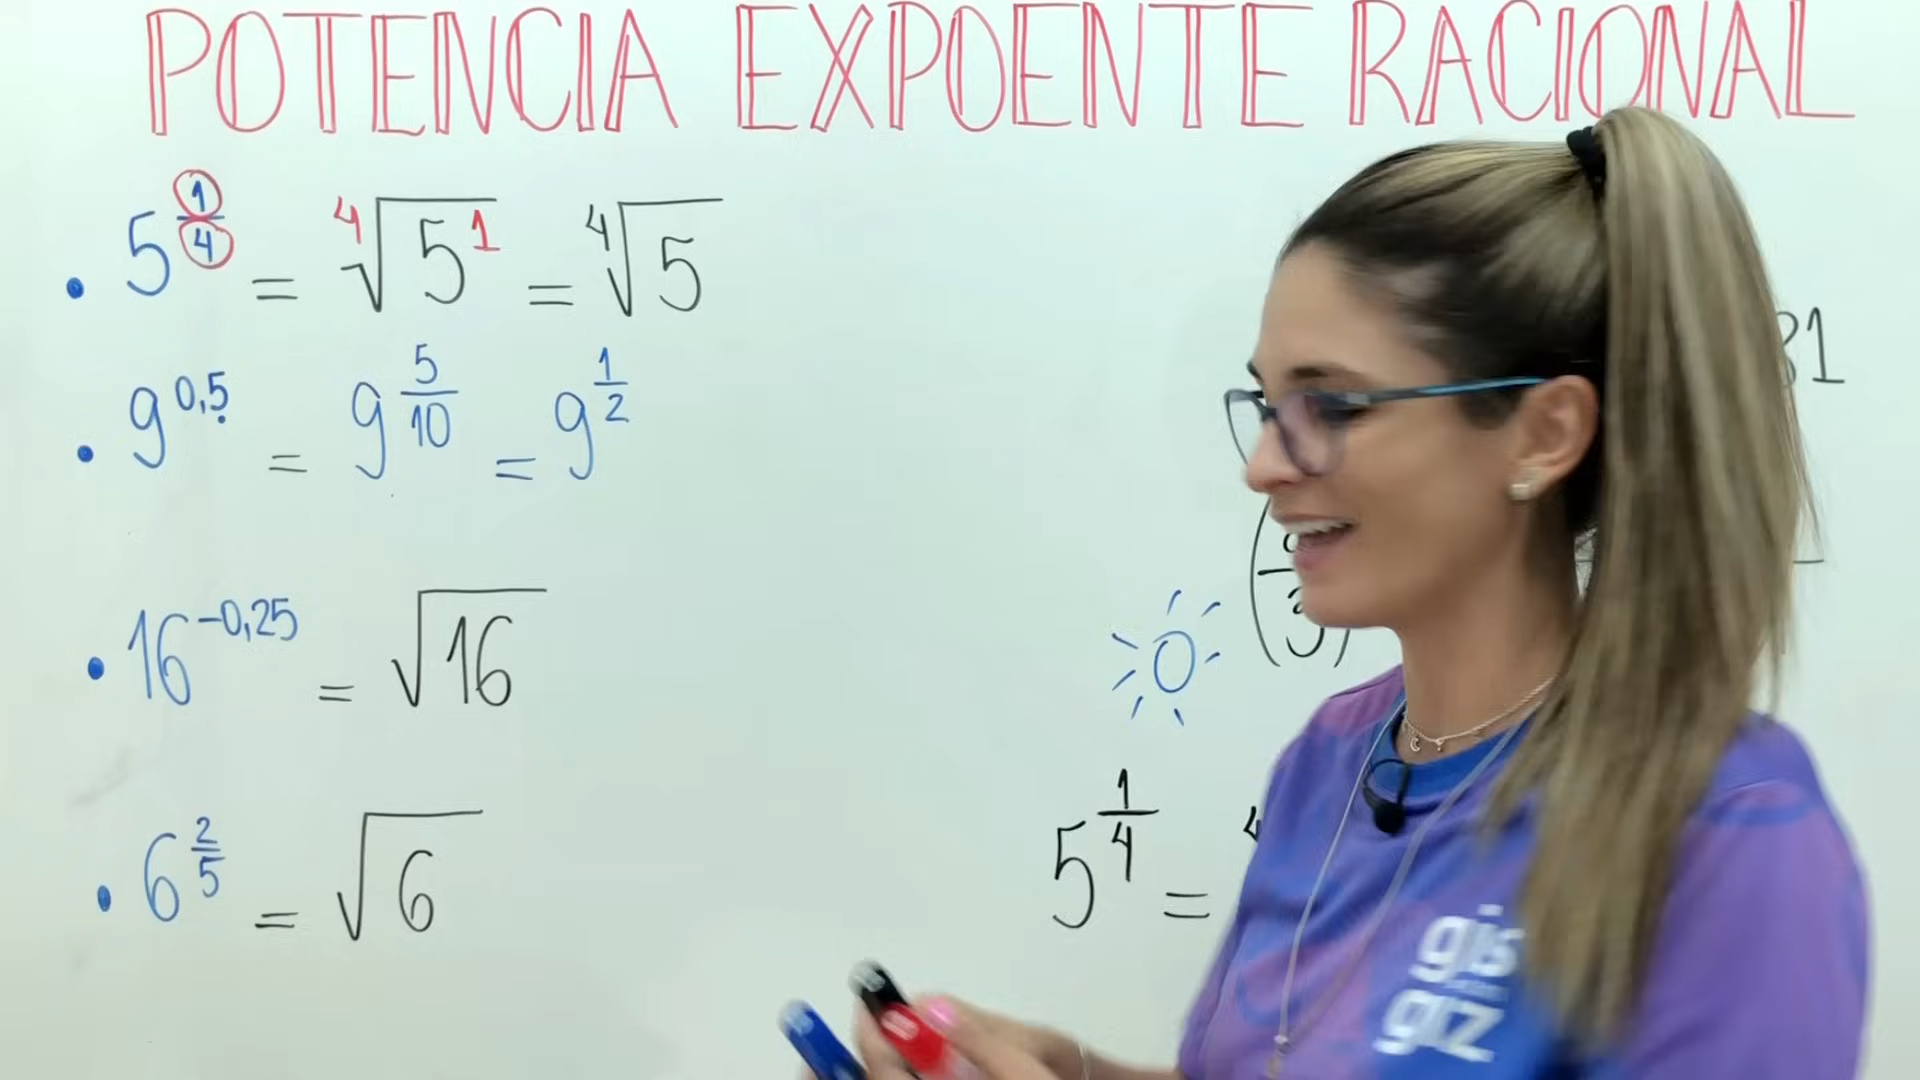 POTENCIA EXPOENTE RACIONAL
• 5^(1/4) = ⁴√5¹ = ⁴√5
• 9^0,5 = 9^(5/10) = 9^(1/2)
• 16^-0,25 = √16
• 6^(2/5) = √6
5^(1/4) =
gis
giz